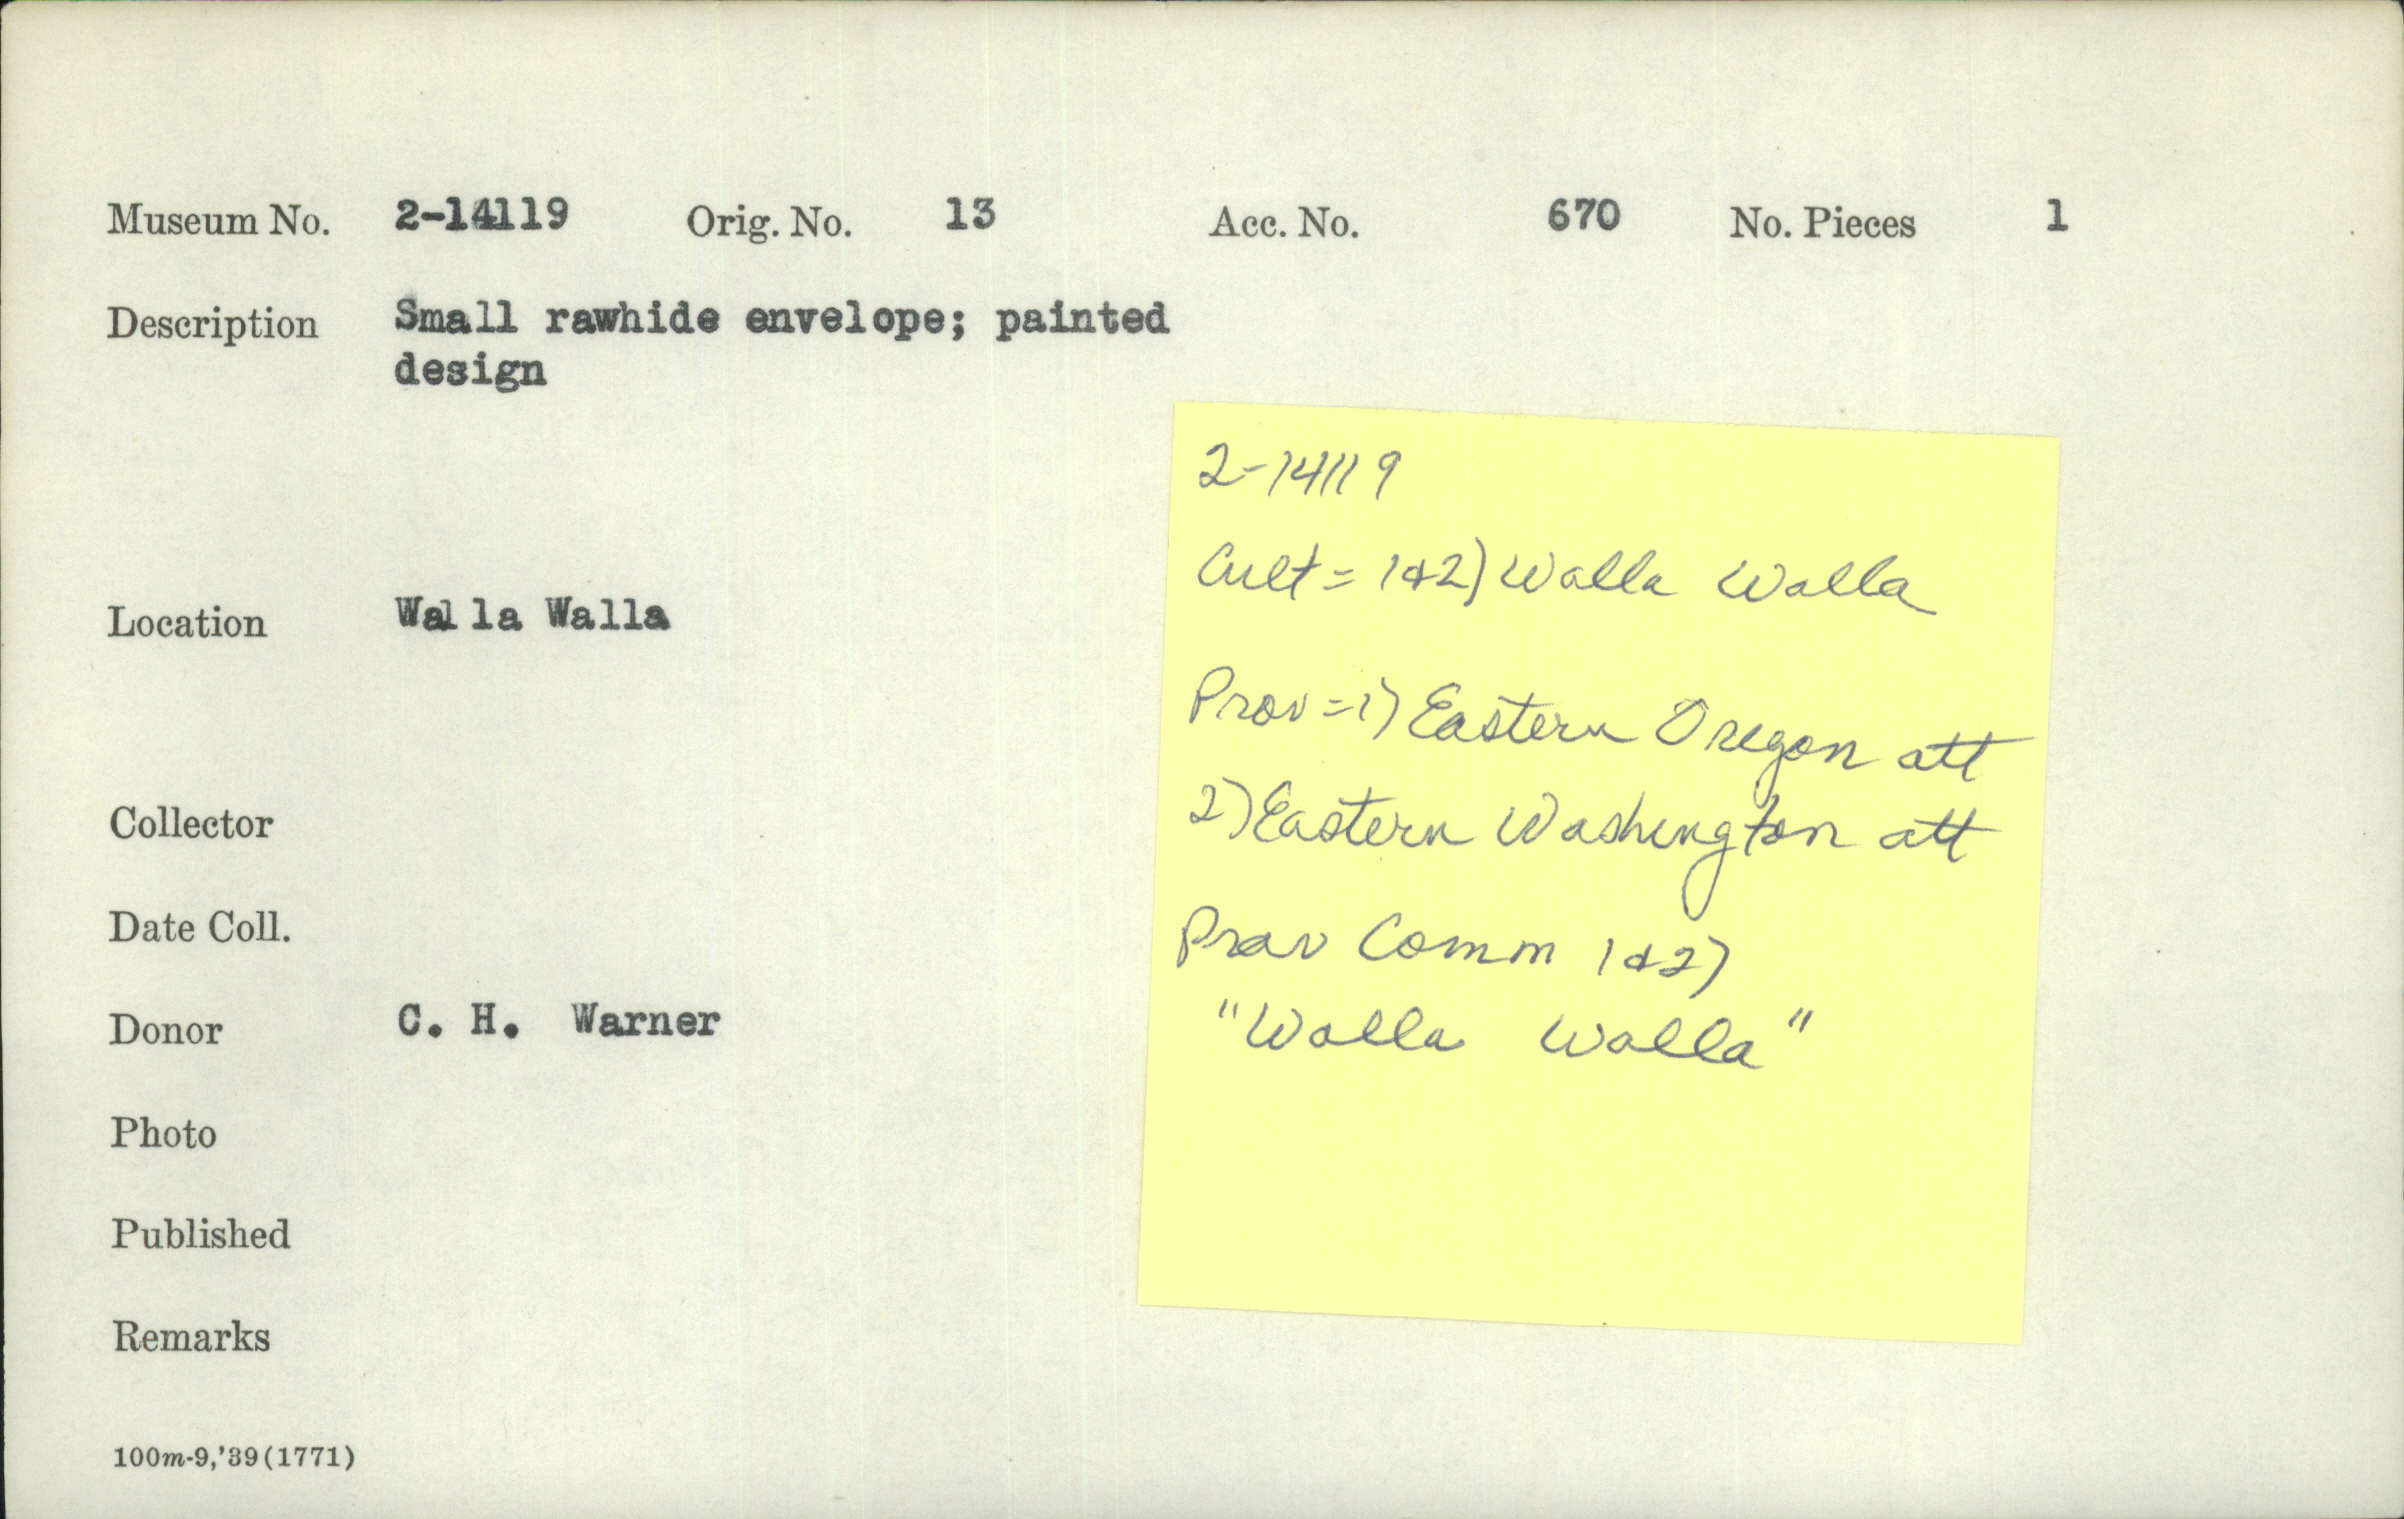 Museum No. 2-14119 Orig. No. 13 Acc. No. 670 No. Pieces 1
Description Small rawhide envelope; painted
design
2-14119
Cult = 1&2) Walla Walla
Location Walla Walla
Prov = 1) Eastern Oregon att
2) Eastern Washington att
Collector
Date Coll.
Prov Comm 1&2)
"Walla Walla"
Donor C. H. Warner
Photo
Published
Remarks
100m-9,'39(1771)